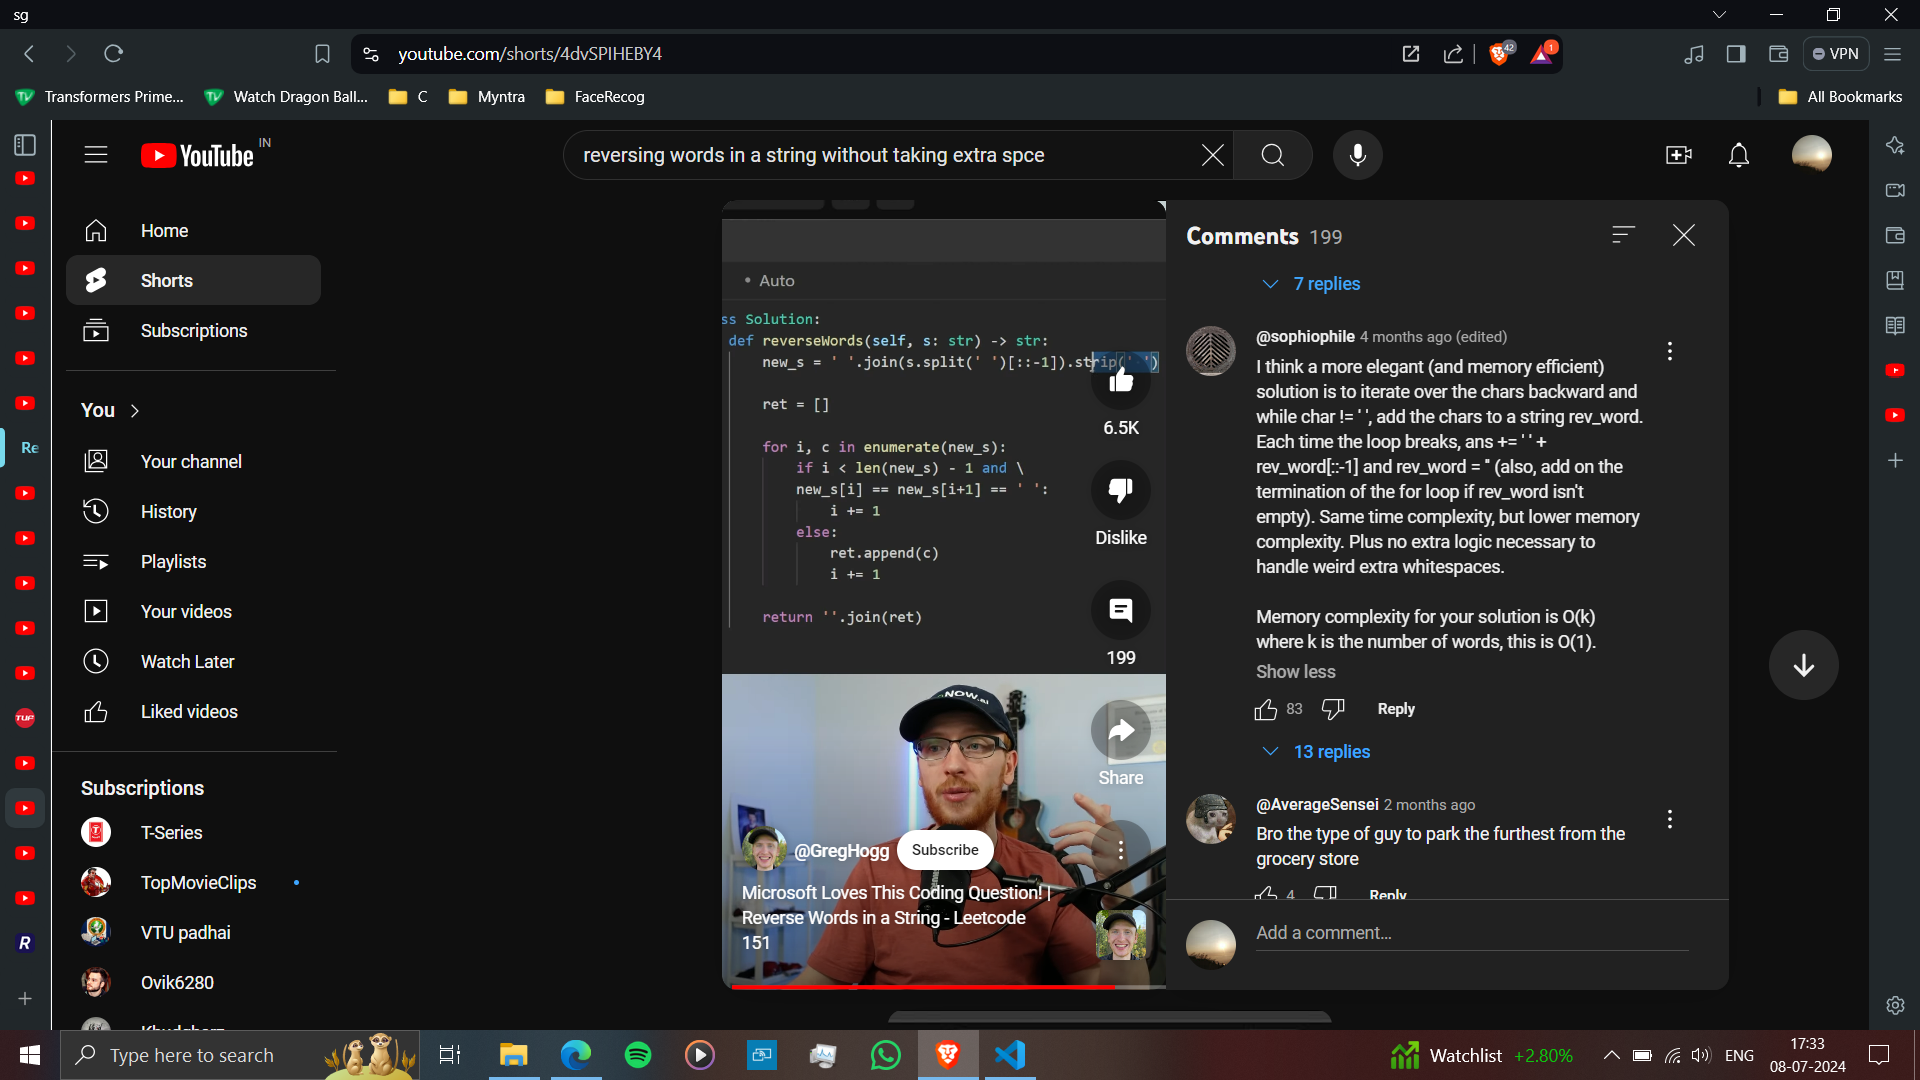 sg
youtube.com/shorts/4dvSPIHEBY4
42
1
VPN
Transformers Prime...
Watch Dragon Ball...
C
Myntra
FaceRecog
All Bookmarks
YouTube IN
reversing words in a string without taking extra spce
Home
Shorts
Subscriptions
You
Your channel
History
Playlists
Your videos
Watch Later
Liked videos
Subscriptions
T-Series
TopMovieClips
VTU padhai
Ovik6280
Re
TUF
R
• Auto
ss Solution:
def reverseWords(self, s: str) -> str:
new_s = ' '.join(s.split(' ')[::-1]).strip(' ')
ret = []
for i, c in enumerate(new_s):
if i < len(new_s) - 1 and \
new_s[i] == new_s[i+1] == ' ':
i += 1
else:
ret.append(c)
i += 1
return ''.join(ret)
6.5K
Dislike
199
Share
NOW.ai
@GregHogg
Subscribe
Microsoft Loves This Coding Question! |
Reverse Words in a String - Leetcode
151
Comments 199
7 replies
@sophiophile 4 months ago (edited)
I think a more elegant (and memory efficient)
solution is to iterate over the chars backward and
while char != ' ', add the chars to a string rev_word.
Each time the loop breaks, ans += ' ' +
rev_word[::-1] and rev_word = '' (also, add on the
termination of the for loop if rev_word isn't
empty). Same time complexity, but lower memory
complexity. Plus no extra logic necessary to
handle weird extra whitespaces.
Memory complexity for your solution is O(k)
where k is the number of words, this is O(1).
Show less
83
Reply
13 replies
@AverageSensei 2 months ago
Bro the type of guy to park the furthest from the
grocery store
4
Reply
Add a comment...
Type here to search
Watchlist +2.80%
ENG
17:33
08-07-2024